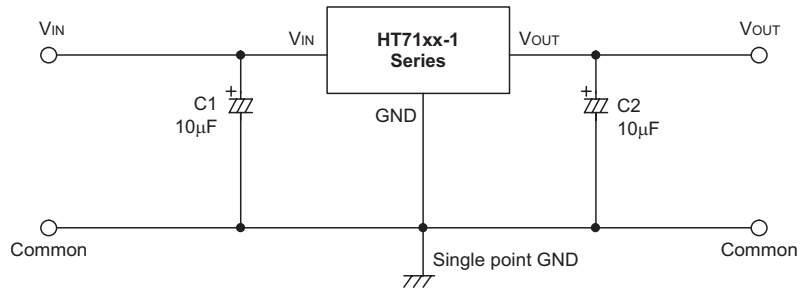 VIN
VIN
HT71xx-1
Series
VOUT
VOUT
+
C1
10μF
GND
+
C2
10μF
Common
Single point GND
Common